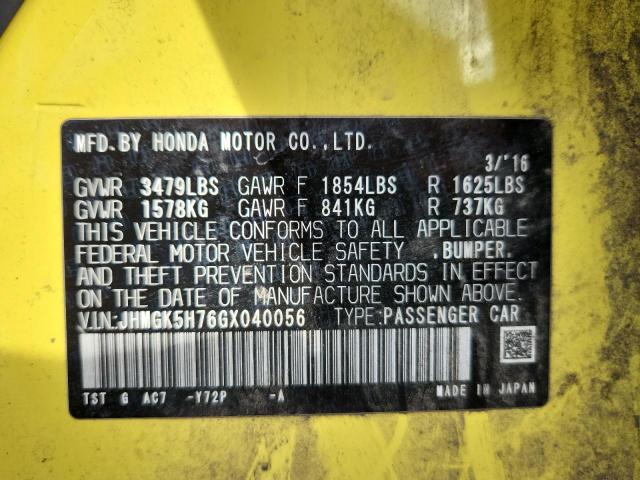 MFD.BY HONDA MOTOR CO.,LTD.
3/'16
GVWR 3479LBS GAWR F 1854LBS R 1625LBS
GVWR 1578KG GAWR F 841KG R 737KG
THIS VEHICLE CONFORMS TO ALL APPLICABLE
FEDERAL MOTOR VEHICLE SAFETY ,BUMPER,
AND THEFT PREVENTION STANDARDS IN EFFECT
ON THE DATE OF MANUFACTURE SHOWN ABOVE.
V.I.N:JHMGK5H76GX040056 TYPE:PASSENGER CAR
TST G AC7 -Y72P -A
MADE IN JAPAN